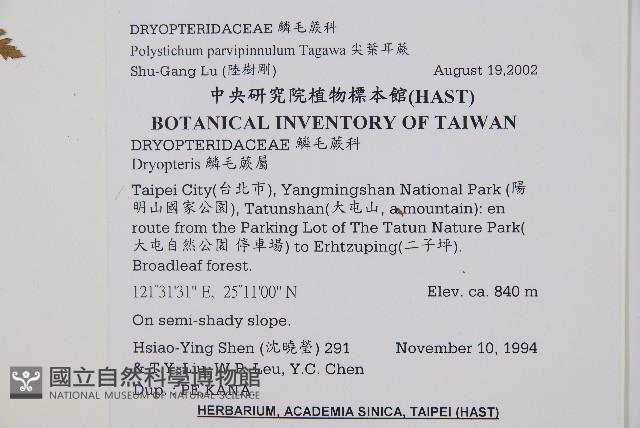 DRYOPTERIDACEAE 鱗毛蕨科
Polystichum parvipinnulum Tagawa 尖葉耳蕨
Shu-Gang Lu (陸樹剛) August 19,2002
中央研究院植物標本館(HAST)
BOTANICAL INVENTORY OF TAIWAN
DRYOPTERIDACEAE 鱗毛蕨科
Dryopteris 鱗毛蕨屬
Taipei City(台北市), Yangmingshan National Park (陽
明山國家公園), Tatunshan(大屯山, a mountain): en
route from the Parking Lot of The Tatun Nature Park(
大屯自然公園 停車場) to Erhtzuping(二子坪).
Broadleaf forest.
121°31'31" E, 25°11'00" N Elev. ca. 840 m
On semi-shady slope.
Hsiao-Ying Shen (沈曉瑩) 291 November 10, 1994
& T.Y. Liu, W.P. Leu, Y.C. Chen
Dup. : PE KANA
國立自然科學博物館
NATIONAL MUSEUM OF NATURAL SCIENCE
HERBARIUM, ACADEMIA SINICA, TAIPEI (HAST)